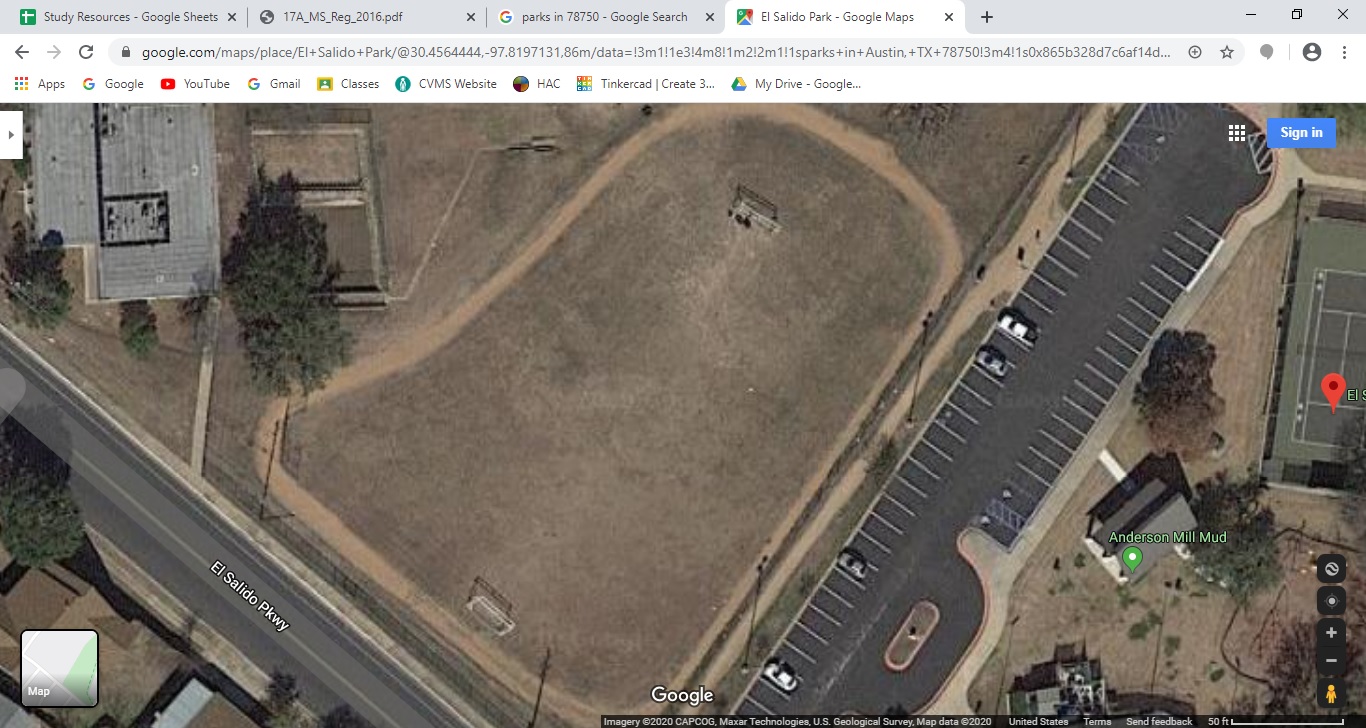 Study Resources - Google Sheets
17A_MS_Reg_2016.pdf
parks in 78750 - Google Search
El Salido Park - Google Maps
google.com/maps/place/El+Salido+Park/@30.4564444,-97.8197131,86m/data=!3m1!1e3!4m8!1m2!2m1!1sparks+in+Austin,+TX+78750!3m4!1s0x865b328d7c6af14d...
Apps
Google
YouTube
Gmail
Classes
CVMS Website
HAC
Tinkercad | Create 3...
My Drive - Google...
Sign in
El S
Anderson Mill Mud
El Salido Pkwy
Map
Google
Imagery ©2020 CAPCOG, Maxar Technologies, U.S. Geological Survey, Map data ©2020
United States
Terms
Send feedback
50 ft